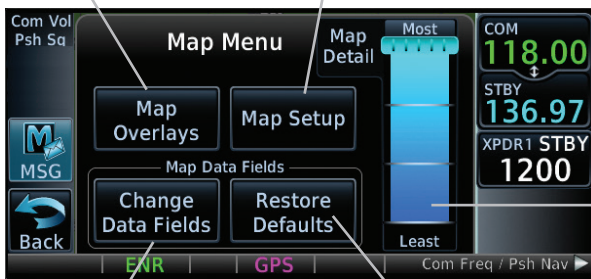 Com Vol
Psh Sq
Map Menu
Map
Detail
Most
COM
118.00
STBY
136.97
XPDR1 STBY
1200
Map
Overlays
Map Setup
MSG
Map Data Fields
Change
Data Fields
Restore
Defaults
Back
Least
ENR
GPS
Com Freq / Psh Nav